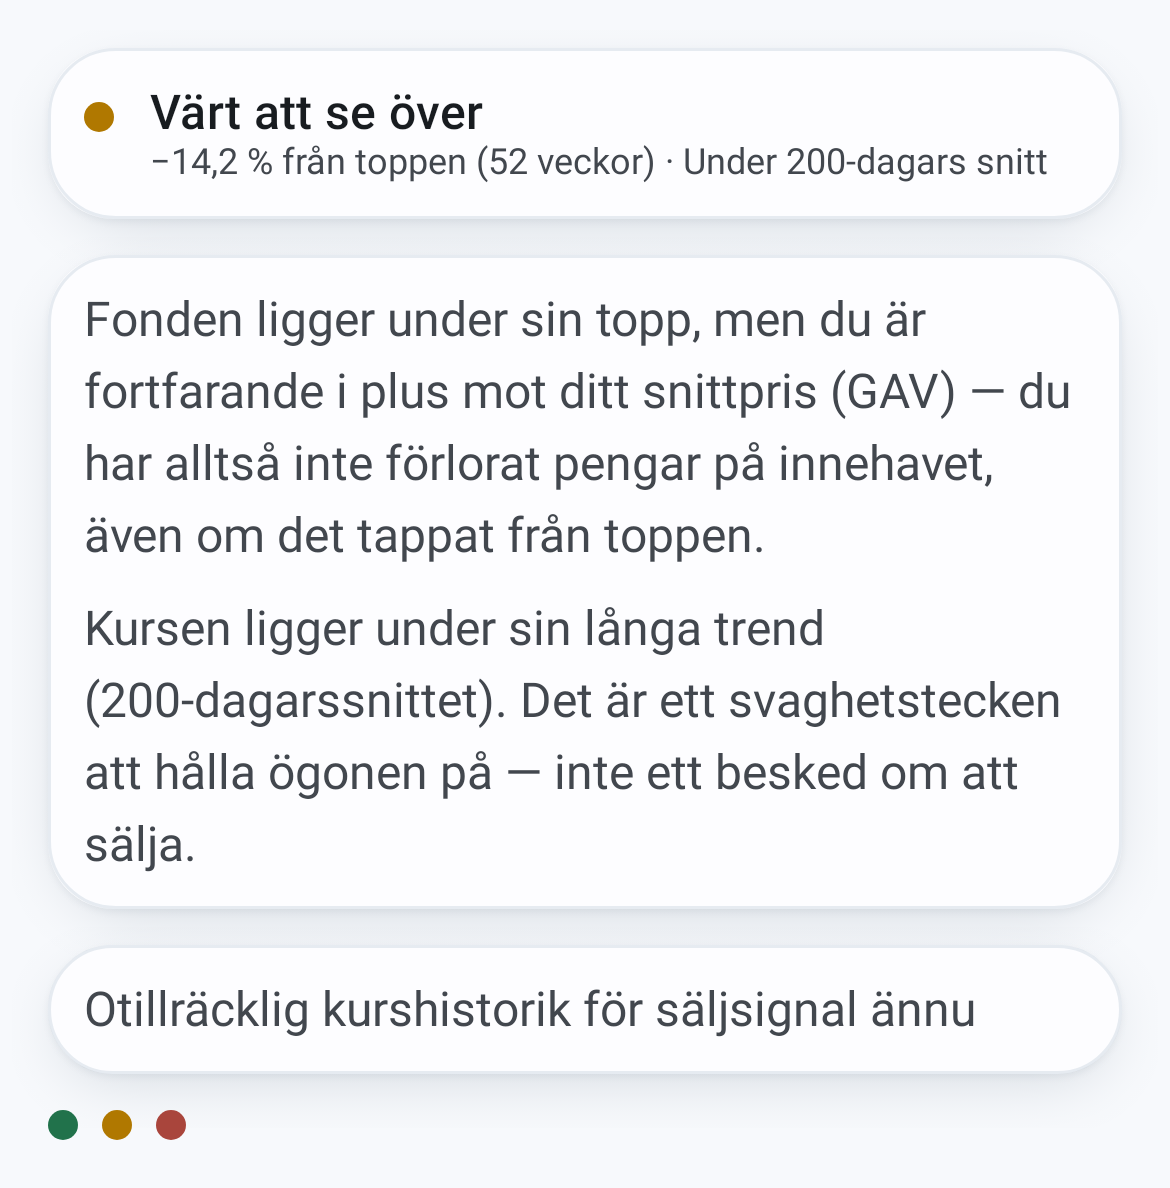 Värt att se över
−14,2 % från toppen (52 veckor) · Under 200-dagars snitt
Fonden ligger under sin topp, men du är
fortfarande i plus mot ditt snittpris (GAV) — du
har alltså inte förlorat pengar på innehavet,
även om det tappat från toppen.
Kursen ligger under sin långa trend
(200-dagarssnittet). Det är ett svaghetstecken
att hålla ögonen på — inte ett besked om att
sälja.
Otillräcklig kurshistorik för säljsignal ännu